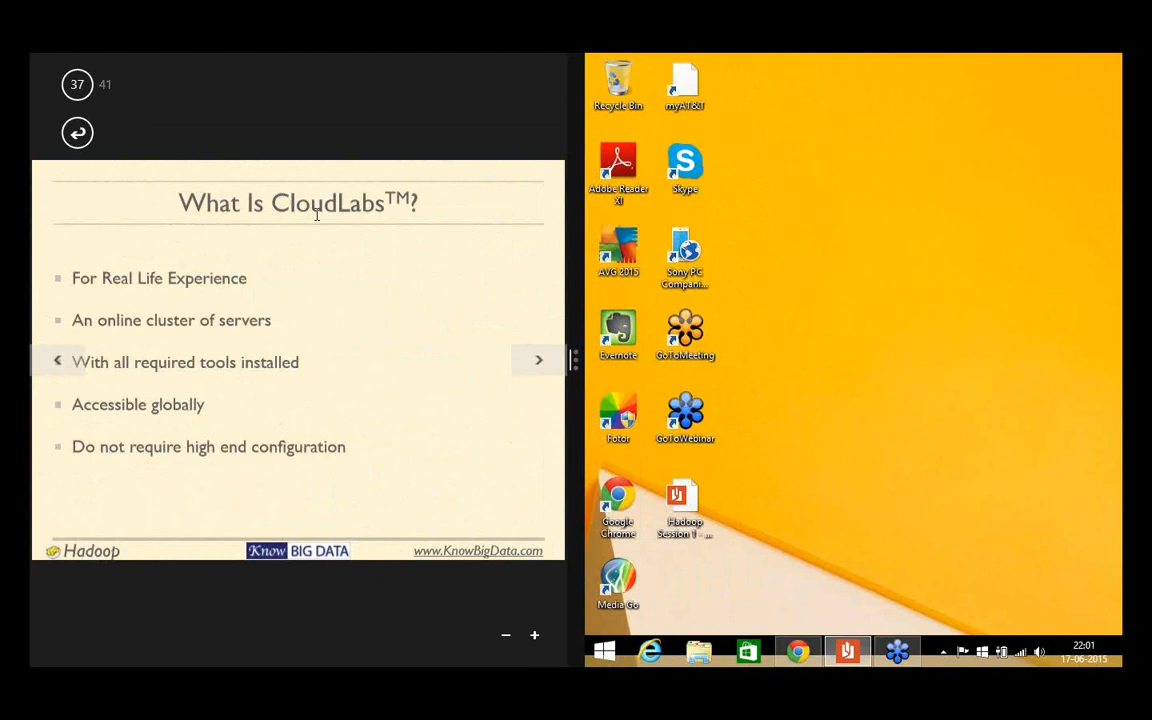 37 41
What Is CloudLabs™?
For Real Life Experience
An online cluster of servers
With all required tools installed
Accessible globally
Do not require high end configuration
Hadoop
Know BIG DATA
www.KnowBigData.com
Recycle Bin
myAT&T
Adobe Reader
XI
Skype
AVG 2015
Sony PC
Compani...
Evernote
GoToMeeting
Fotor
GoToWebinar
Google
Chrome
Hadoop
Session 1 - ...
Media Go
22:01
17-06-2015